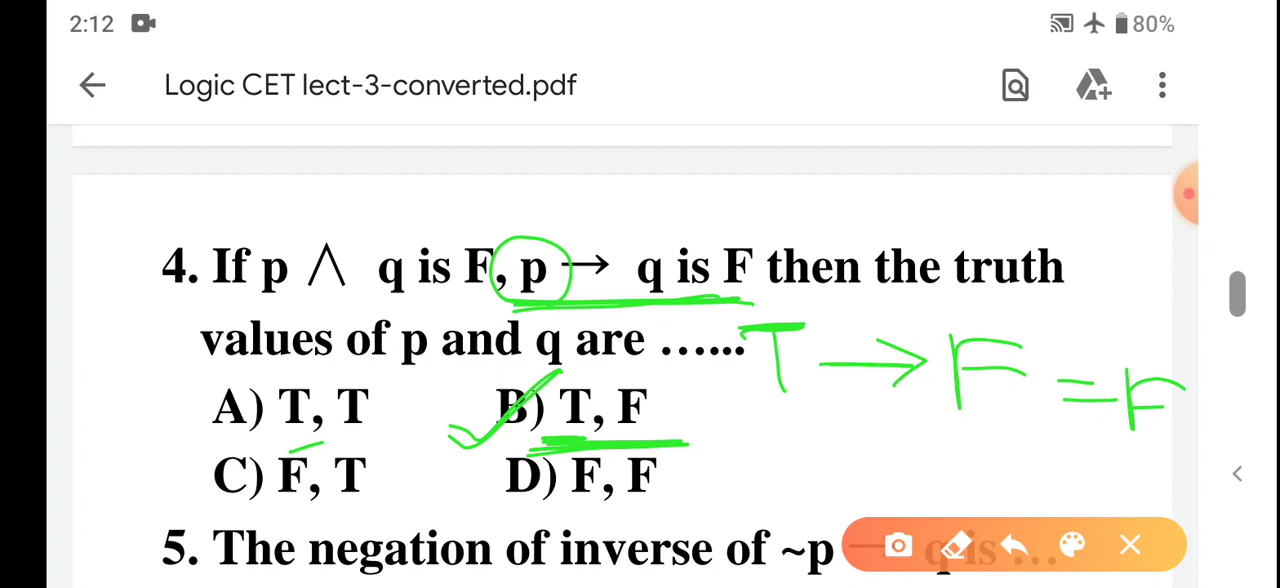 2:12 80%
Logic CET lect-3-converted.pdf
4. If p ∧ q is F, p → q is F then the truth
values of p and q are ......
T → F = F
A) T, T B) T, F
C) F, T D) F, F
5. The negation of inverse of ~p q is ...